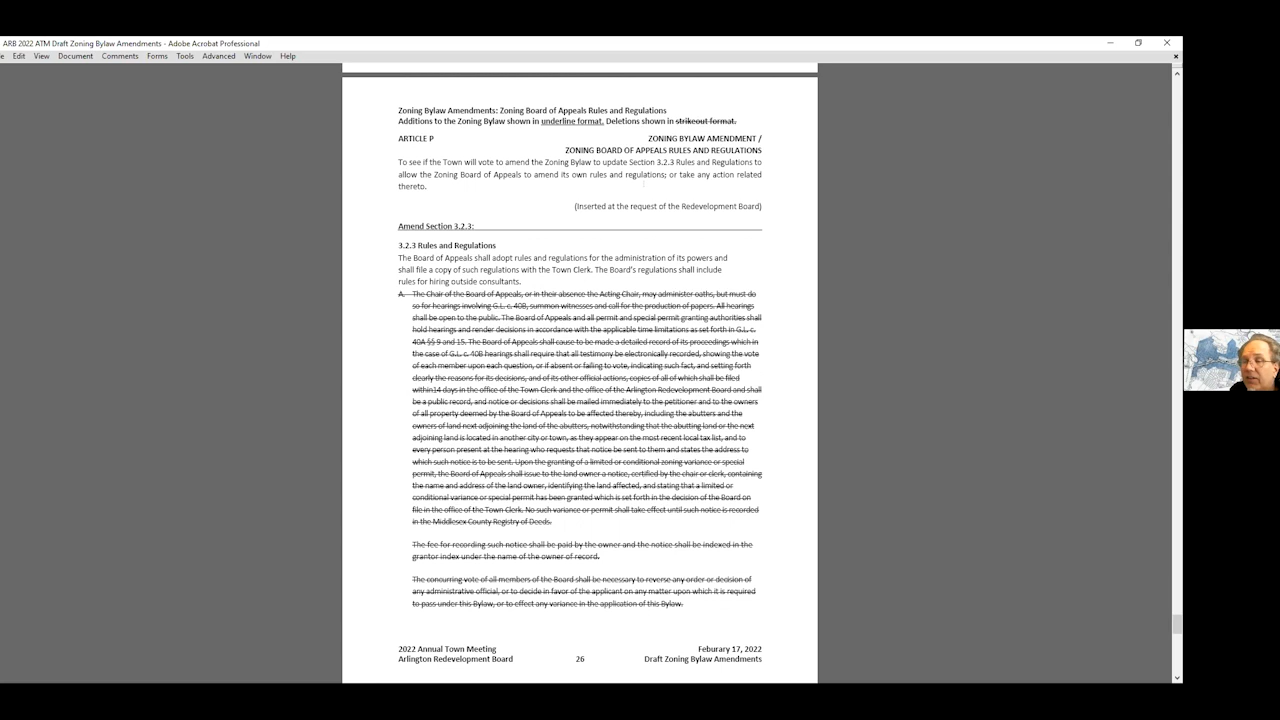 ARB 2022 ATM Draft Zoning Bylaw Amendments - Adobe Acrobat Professional
e Edit View Document Comments Forms Tools Advanced Window Help
Zoning Bylaw Amendments: Zoning Board of Appeals Rules and Regulations
Additions to the Zoning Bylaw shown in underline format. Deletions shown in strikeout format.
ARTICLE P ZONING BYLAW AMENDMENT /
ZONING BOARD OF APPEALS RULES AND REGULATIONS
To see if the Town will vote to amend the Zoning Bylaw to update Section 3.2.3 Rules and Regulations to
allow the Zoning Board of Appeals to amend its own rules and regulations; or take any action related
thereto.
(Inserted at the request of the Redevelopment Board)
Amend Section 3.2.3:
3.2.3 Rules and Regulations
The Board of Appeals shall adopt rules and regulations for the administration of its powers and
shall file a copy of such regulations with the Town Clerk. The Board's regulations shall include
rules for hiring outside consultants.
A. The Chair of the Board of Appeals, or in their absence the Acting Chair, may administer oaths, but must do
so for hearings involving G.L. c. 40B, summon witnesses and call for the production of papers. All hearings
shall be open to the public. The Board of Appeals and all permit and special permit granting authorities shall
hold hearings and render decisions in accordance with the applicable time limitations as set forth in G.L. c.
40A §§ 9 and 15. The Board of Appeals shall cause to be made a detailed record of its proceedings which in
the case of G.L. c. 40B hearings shall require that all testimony be electronically recorded, showing the vote
of each member upon each question, or if absent or failing to vote, indicating such fact, and setting forth
clearly the reasons for its decisions, and of its other official actions, copies of all of which shall be filed
within14 days in the office of the Town Clerk and the office of the Arlington Redevelopment Board and shall
be a public record, and notice or decisions shall be mailed immediately to the petitioner and to the owners
of all property deemed by the Board of Appeals to be affected thereby, including the abutters and the
owners of land next adjoining the land of the abutters, notwithstanding that the abutting land or the next
adjoining land is located in another city or town, as they appear on the most recent local tax list, and to
every person present at the hearing who requests that notice be sent to them and states the address to
which such notice is to be sent. Upon the granting of a limited or conditional zoning variance or special
permit, the Board of Appeals shall issue to the land owner a notice, certified by the chair or clerk, containing
the name and address of the land owner, identifying the land affected, and stating that a limited or
conditional variance or special permit has been granted which is set forth in the decision of the Board on
file in the office of the Town Clerk. No such variance or permit shall take effect until such notice is recorded
in the Middlesex County Registry of Deeds.
The fee for recording such notice shall be paid by the owner and the notice shall be indexed in the
grantor index under the name of the owner of record.
The concurring vote of all members of the Board shall be necessary to reverse any order or decision of
any administrative official, or to decide in favor of the applicant on any matter upon which it is required
to pass under this Bylaw, or to effect any variance in the application of this Bylaw.
2022 Annual Town Meeting Feburary 17, 2022
Arlington Redevelopment Board 26 Draft Zoning Bylaw Amendments